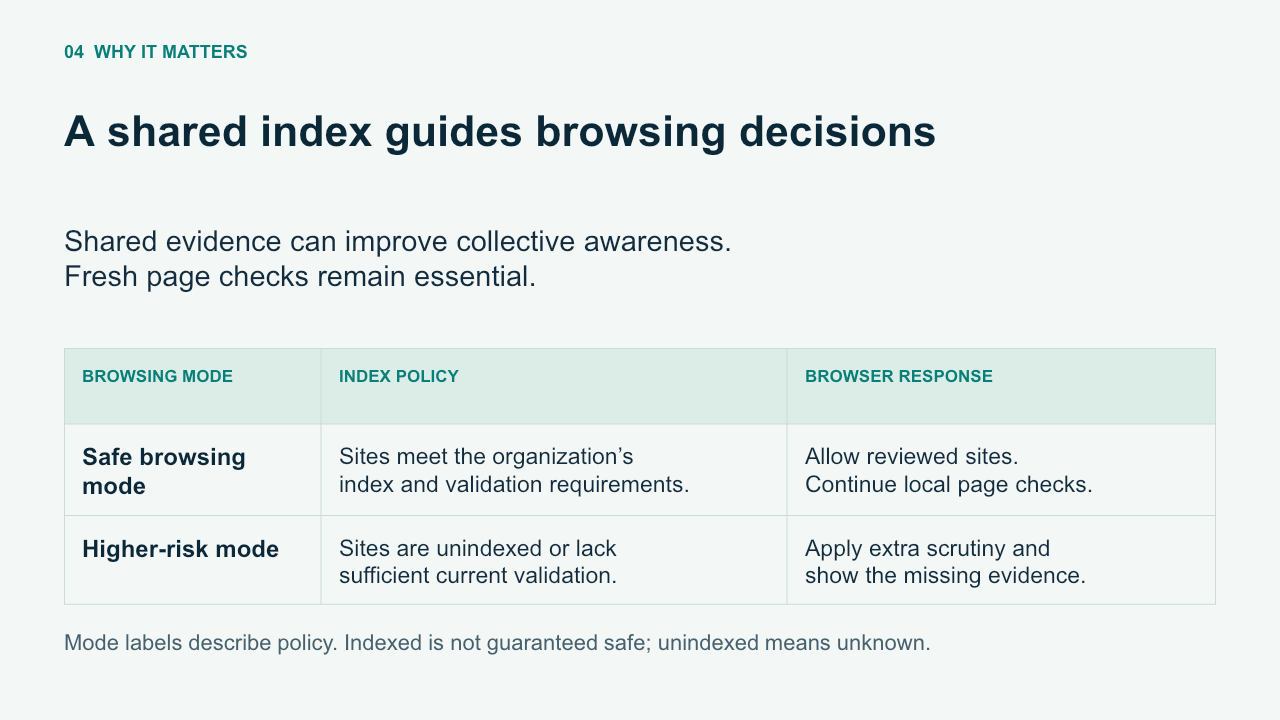 04 WHY IT MATTERS
A shared index guides browsing decisions
Shared evidence can improve collective awareness.
Fresh page checks remain essential.
BROWSING MODE
INDEX POLICY
BROWSER RESPONSE
Safe browsing
mode
Sites meet the organization’s
index and validation requirements.
Allow reviewed sites.
Continue local page checks.
Higher-risk mode
Sites are unindexed or lack
sufficient current validation.
Apply extra scrutiny and
show the missing evidence.
Mode labels describe policy. Indexed is not guaranteed safe; unindexed means unknown.